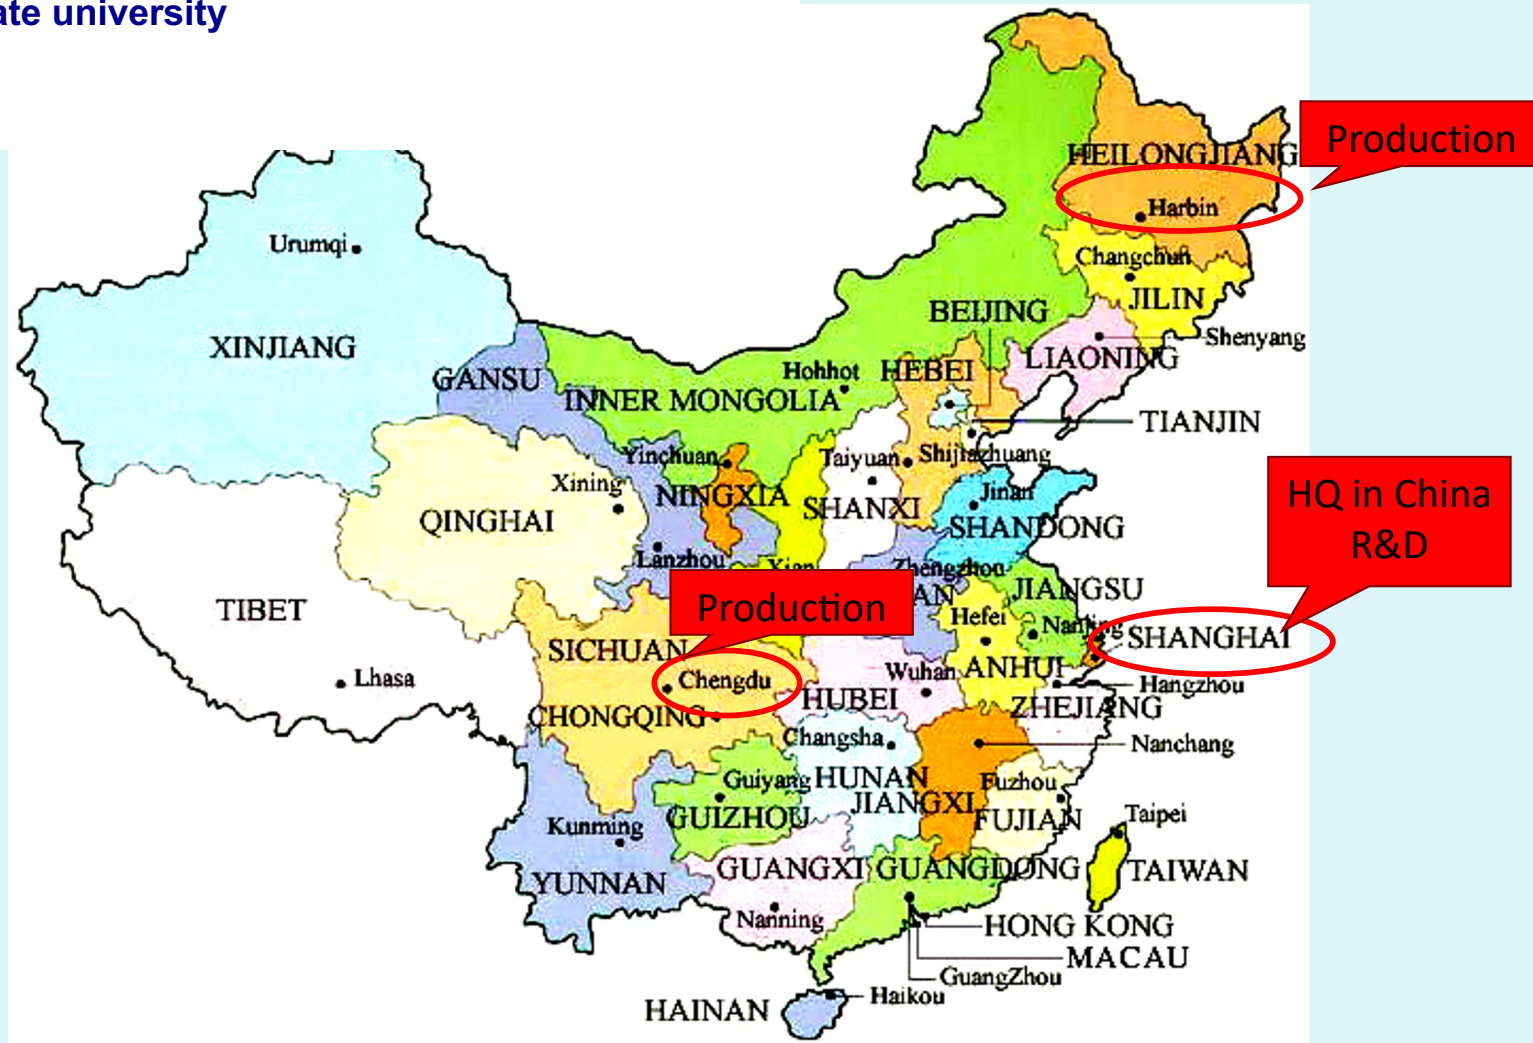 ate university
Production
HEILONGJIANG
Harbin
Urumqi
Changchun
JILIN
BEIJING
Shenyang
XINJIANG
LIAONING
GANSU
Hohhot
HEBEI
INNER MONGOLIA
TIANJIN
Yinchuan
Taiyuan
Shijiazhuang
Xining
NINGXIA
SHANXI
Jinan
HQ in China
R&D
QINGHAI
SHANDONG
Lanzhou
Xian
Zhengzhou
JIANGSU
AN
TIBET
Production
Hefei
Nanjing
SHANGHAI
SICHUAN
Wuhan
ANHUI
Lhasa
Chengdu
Hangzhou
HUBEI
ZHEJIANG
CHONGQING
Changsha
Nanchang
Guiyang
HUNAN
Fuzhou
JIANGXI
GUIZHOU
FUJIAN
Taipei
Kunming
GUANGXI
GUANGDONG
TAIWAN
YUNNAN
Nanning
HONG KONG
MACAU
GuangZhou
Haikou
HAINAN